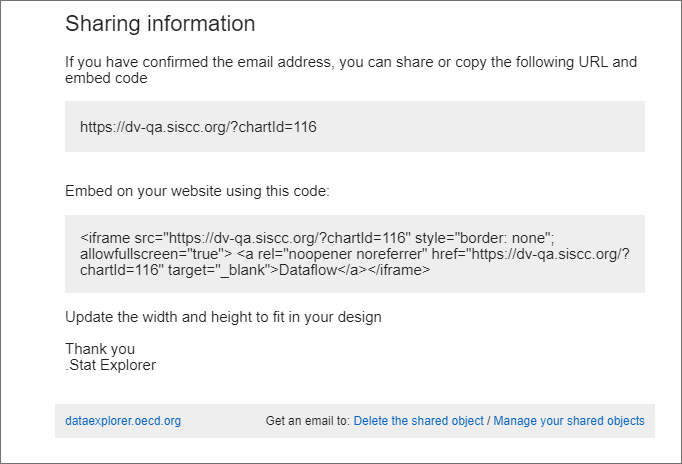 Sharing information
If you have confirmed the email address, you can share or copy the following URL and
embed code
https://dv-qa.siscc.org/?chartId=116
Embed on your website using this code:
<iframe src="https://dv-qa.siscc.org/?chartId=116" style="border: none";
allowfullscreen="true"> <a rel="noopener noreferrer" href="https://dv-qa.siscc.org/?
chartId=116" target="_blank">Dataflow</a></iframe>
Update the width and height to fit in your design
Thank you
.Stat Explorer
dataexplorer.oecd.org Get an email to: Delete the shared object / Manage your shared objects